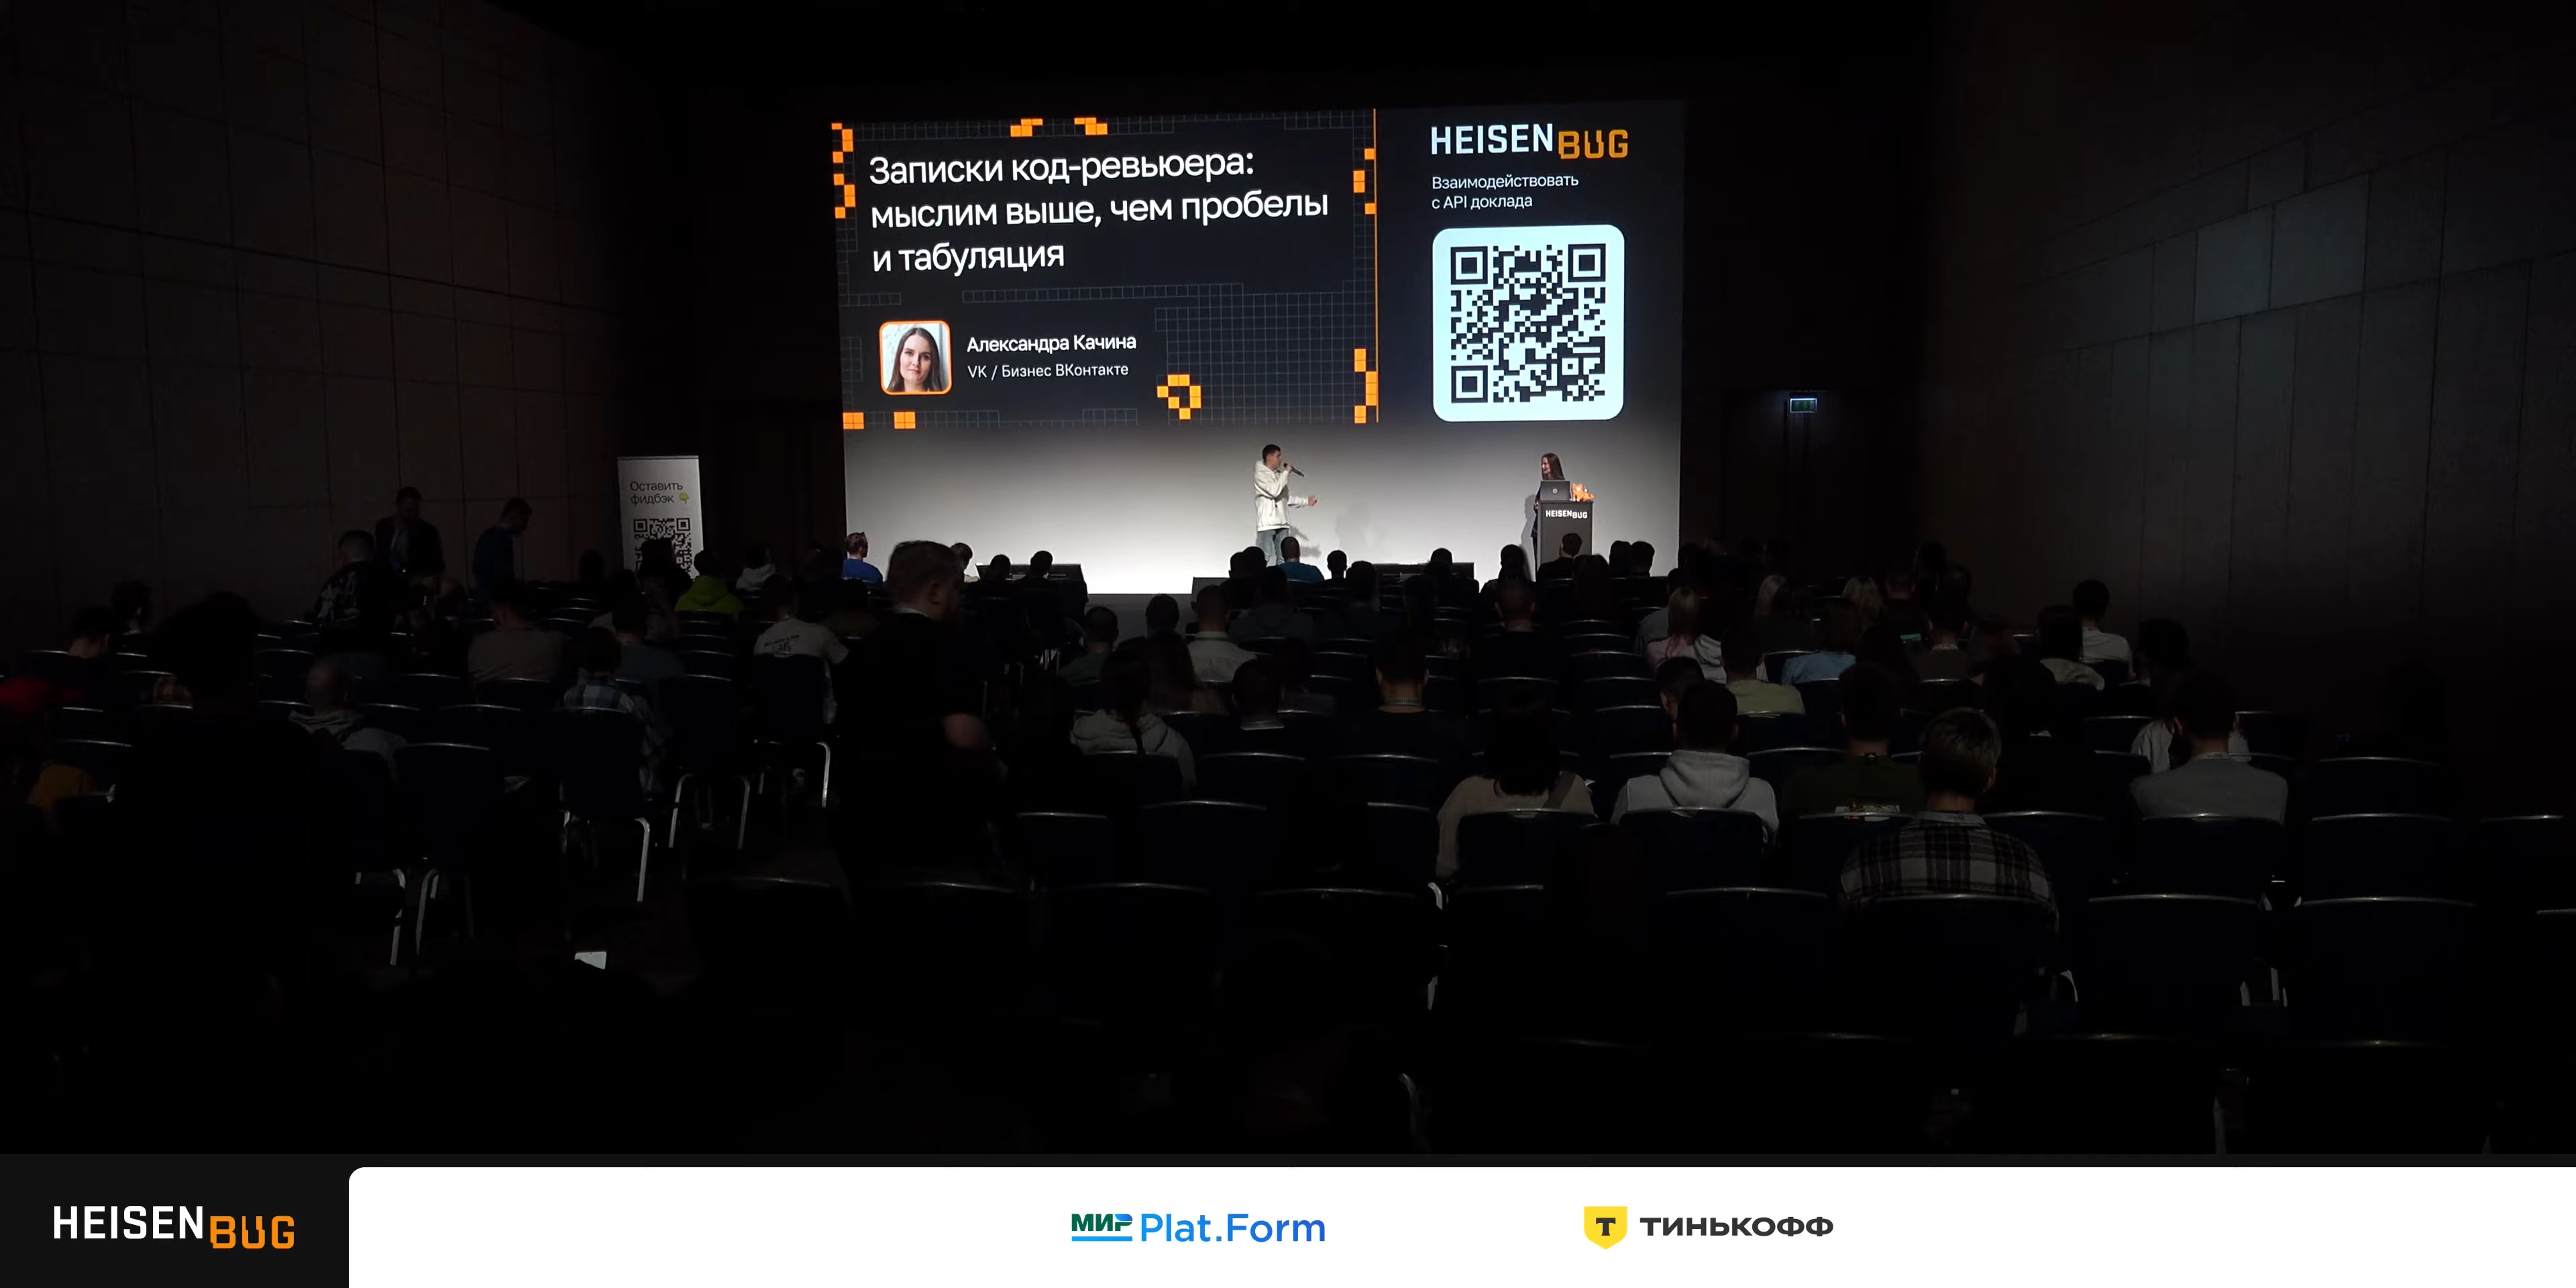 Записки код-ревьюера:
мыслим выше, чем пробелы
и табуляция
Александра Качина
VK / Бизнес ВКонтакте
HEISENBUG
Взаимодействовать
с API доклада
Оставить
фидбэк
HEISENBUG
HEISENBUG
МИР Plat.Form
Т ТИНЬКОФФ